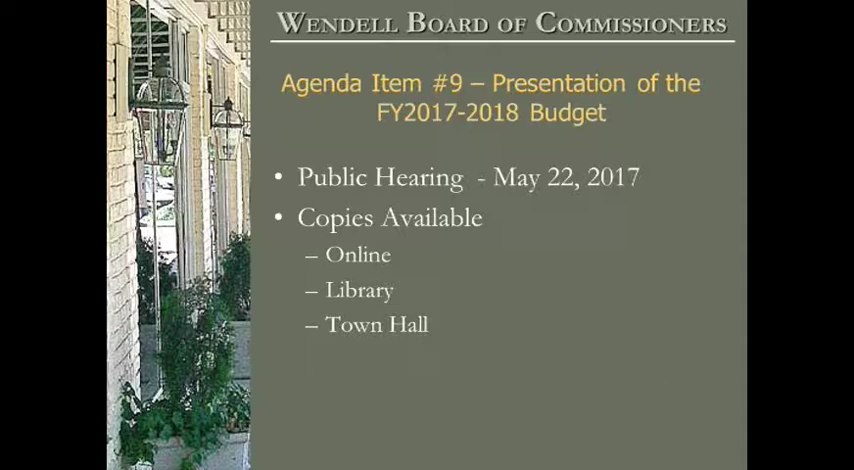 WENDELL BOARD OF COMMISSIONERS
Agenda Item #9 – Presentation of the
FY2017-2018 Budget
• Public Hearing - May 22, 2017
• Copies Available
– Online
– Library
– Town Hall